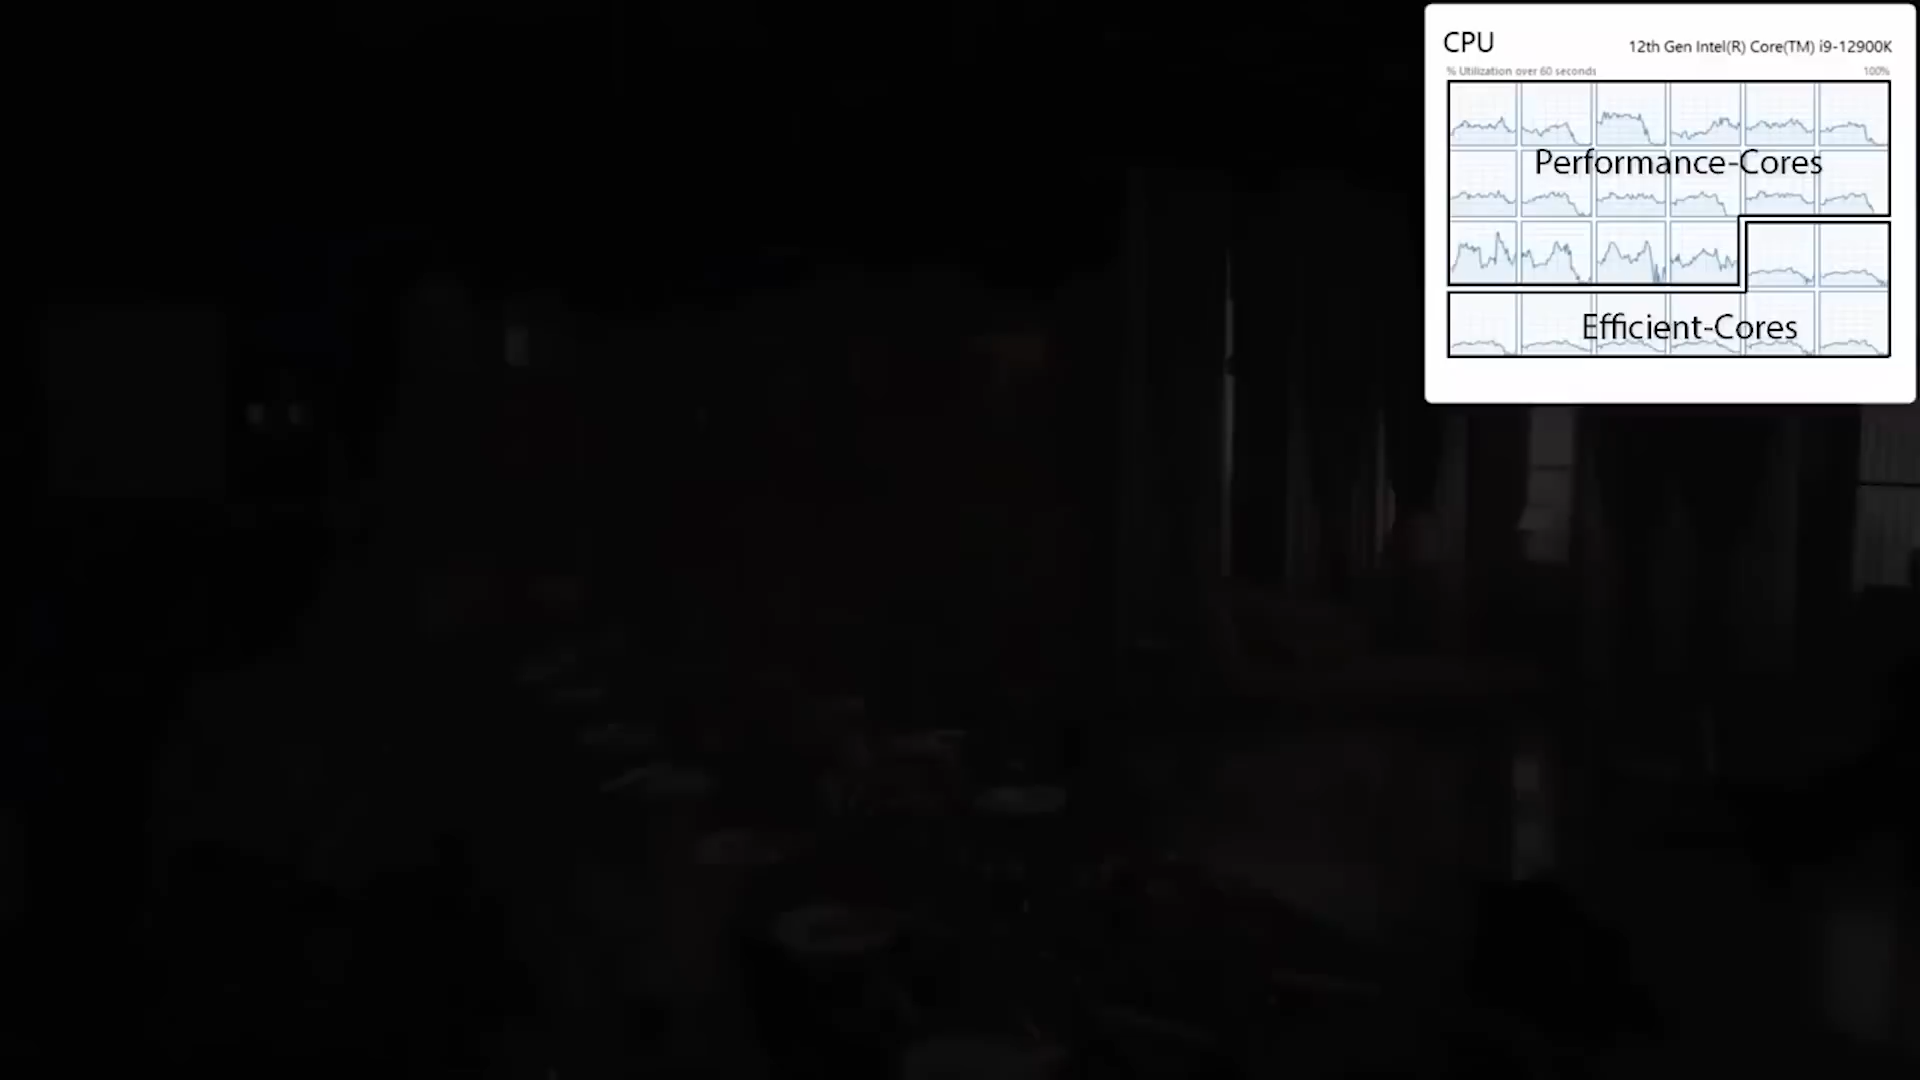 CPU
12th Gen Intel(R) Core(TM) i9-12900K
% Utilization over 60 seconds
100%
Performance-Cores
Efficient-Cores